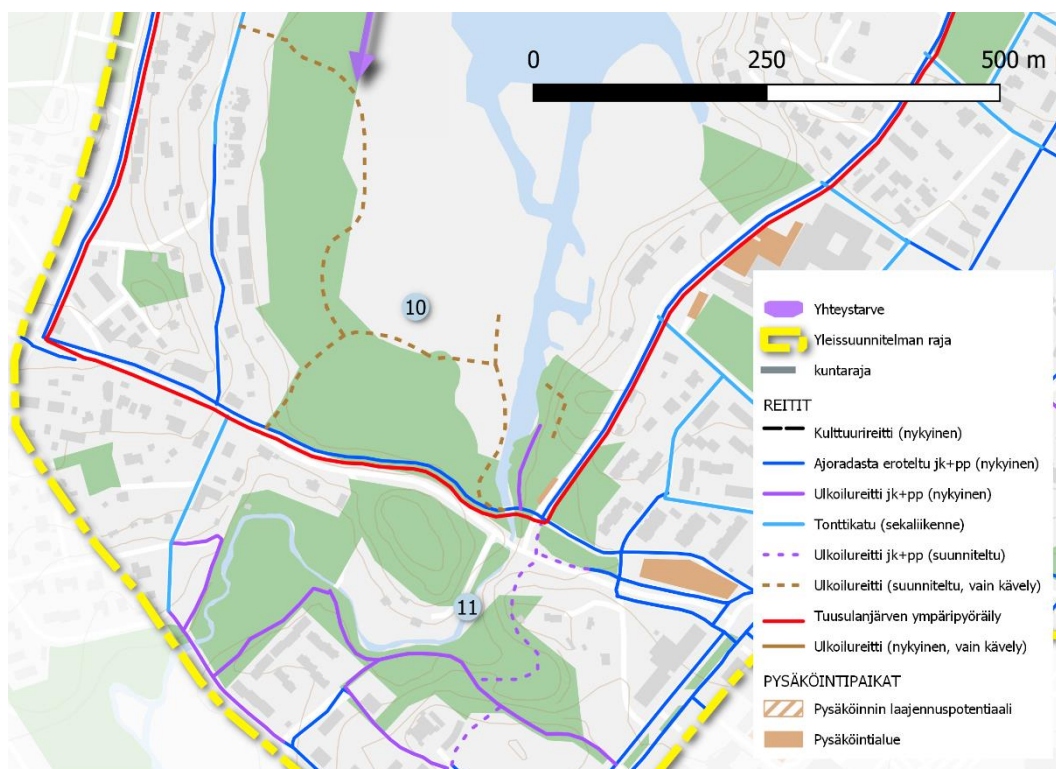 0
250
500 m
10
11
Yhteystarve
Yleissuunnitelman raja
kuntaraja
REITIT
Kulttuurireitti (nykyinen)
Ajoradasta eroteltu jk+pp (nykyinen)
Ulkoilureitti jk+pp (nykyinen)
Tonttikatu (sekaliikenne)
Ulkoilureitti jk+pp (suunniteltu)
Ulkoilureitti (suunniteltu, vain kävely)
Tuusulanjärven ympäripyöräily
Ulkoilureitti (nykyinen, vain kävely)
PYSÄKÖINTIPAIKAT
Pysäköinnin laajennuspotentiaali
Pysäköintialue